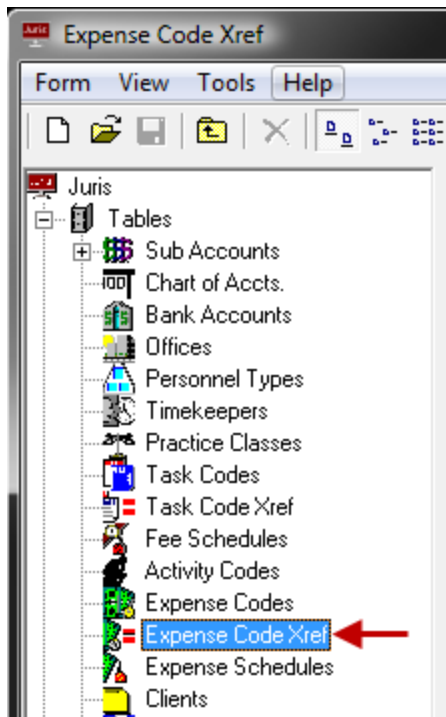 Expense Code Xref
Form View Tools Help
Juris
Tables
Sub Accounts
Chart of Accts.
Bank Accounts
Offices
Personnel Types
Timekeepers
Practice Classes
Task Codes
Task Code Xref
Fee Schedules
Activity Codes
Expense Codes
Expense Code Xref
Expense Schedules
Clients